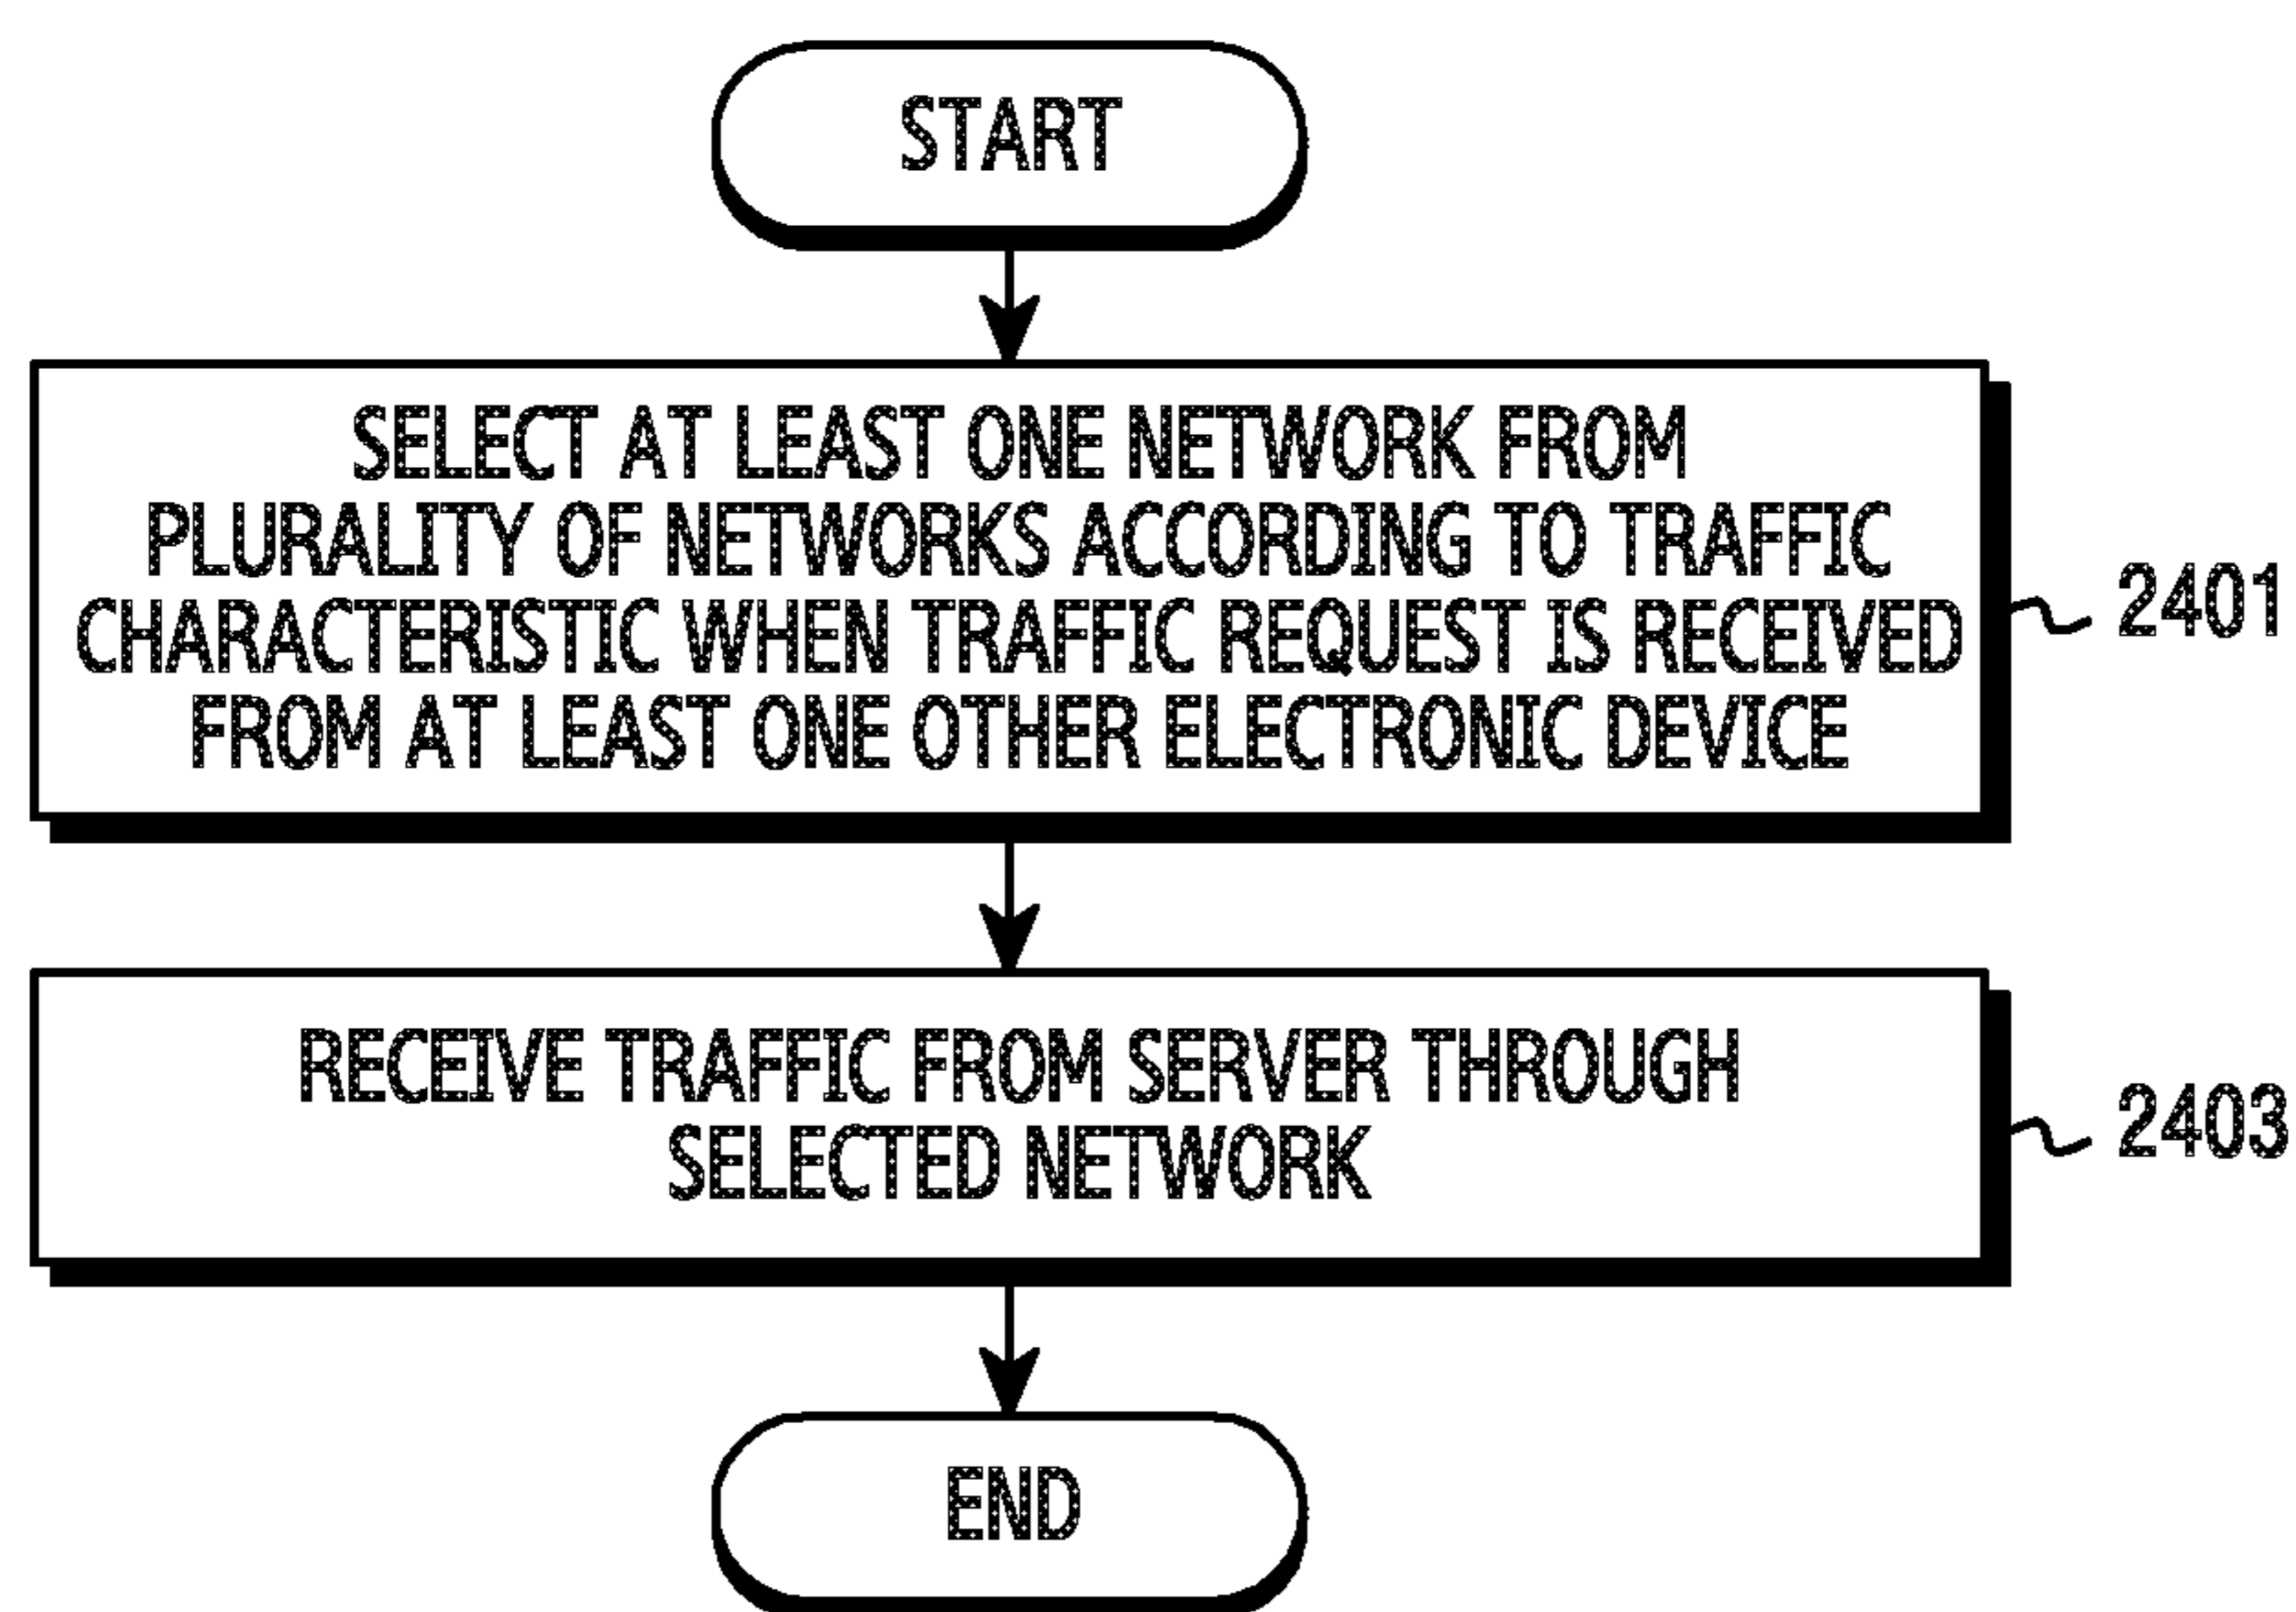 START
SELECT AT LEAST ONE NETWORK FROM
PLURALITY OF NETWORKS ACCORDING TO TRAFFIC
CHARACTERISTIC WHEN TRAFFIC REQUEST IS RECEIVED
FROM AT LEAST ONE OTHER ELECTRONIC DEVICE
2401
RECEIVE TRAFFIC FROM SERVER THROUGH
SELECTED NETWORK
2403
END